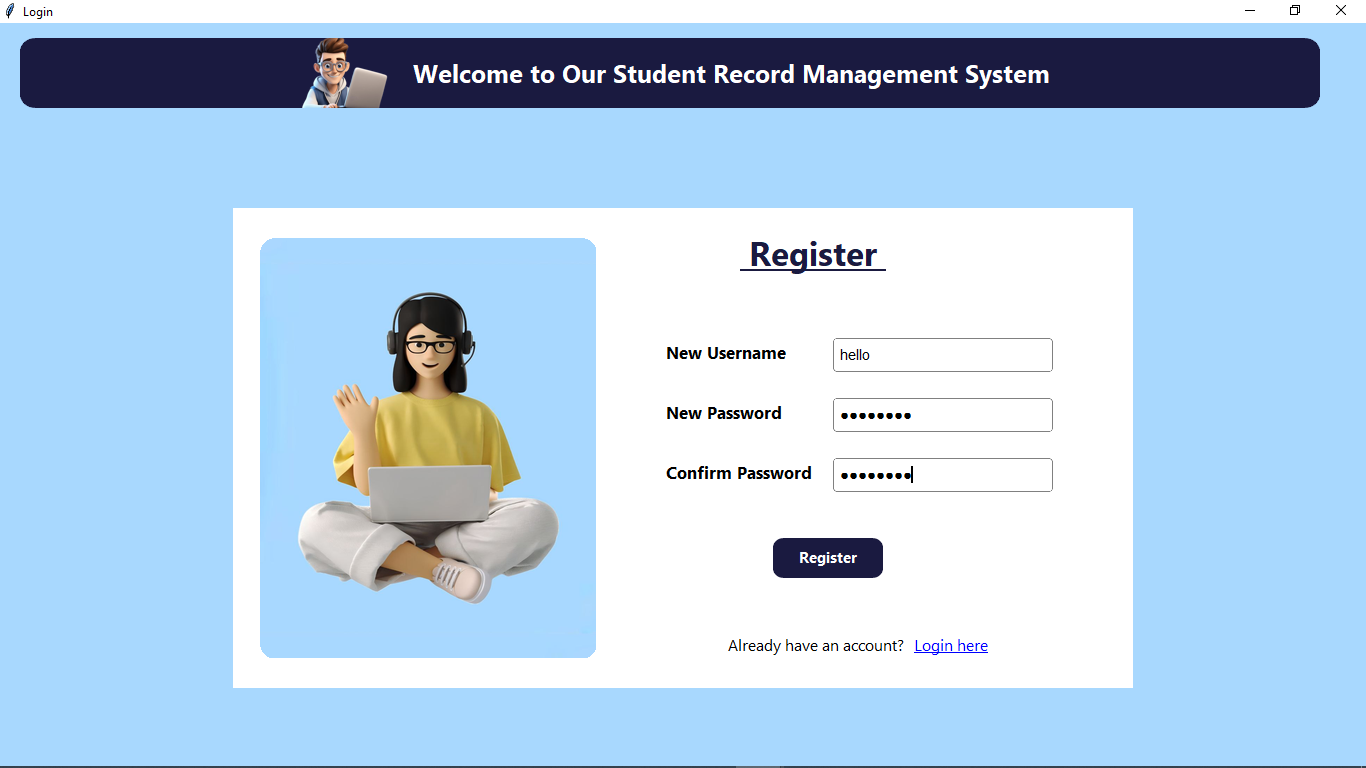 Login
Welcome to Our Student Record Management System
Register
New Username
hello
New Password
●●●●●●●●
Confirm Password
●●●●●●●●
Register
Already have an account? Login here